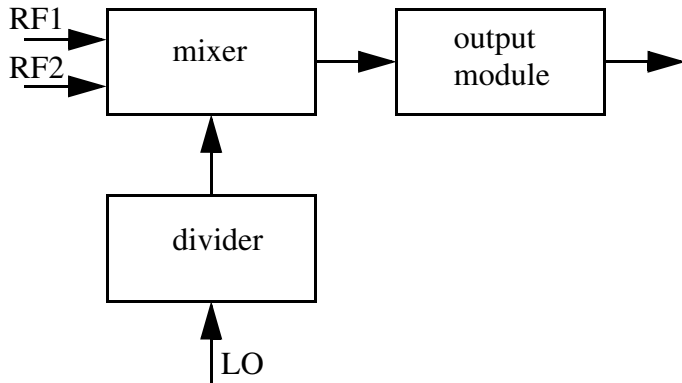 RF1
RF2
mixer
output
module
divider
LO